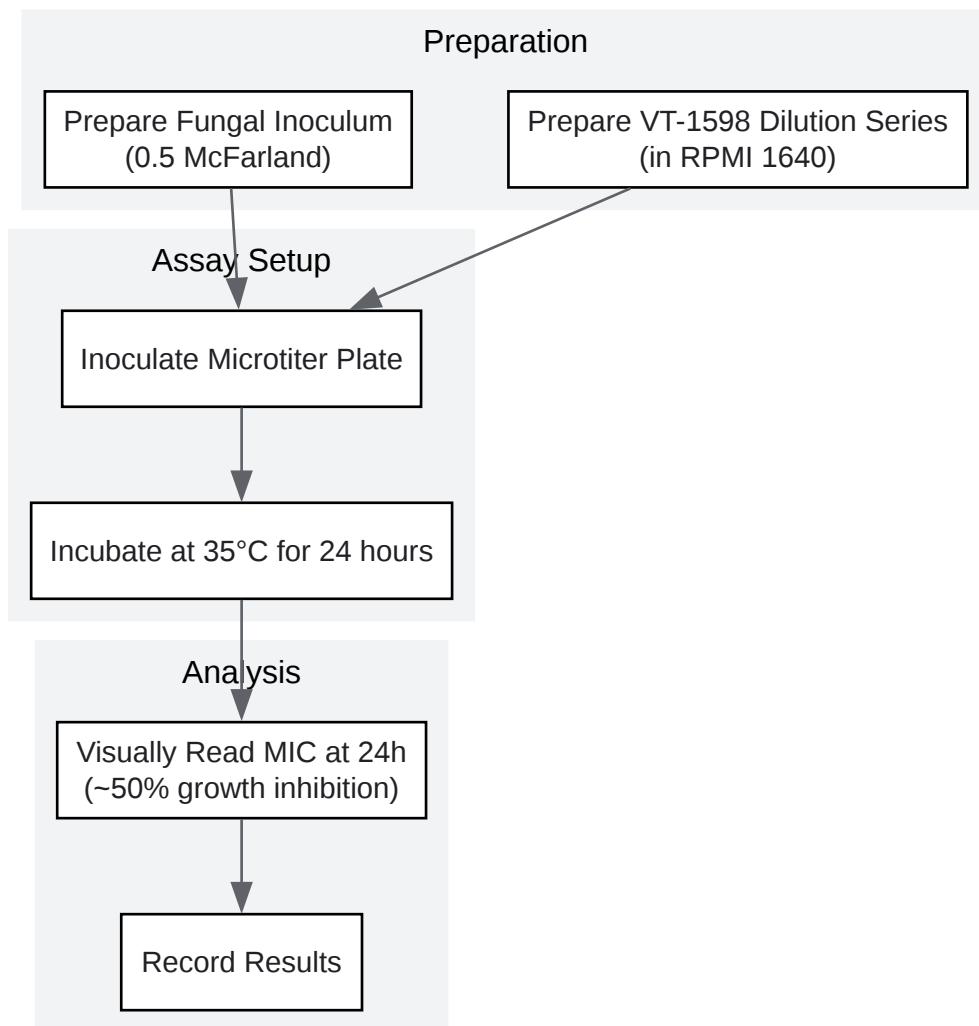 Preparation
Prepare Fungal Inoculum
(0.5 McFarland)
Prepare VT-1598 Dilution Series
(in RPMI 1640)
Assay Setup
Inoculate Microtiter Plate
Incubate at 35°C for 24 hours
Analysis
Visually Read MIC at 24h
(~50% growth inhibition)
Record Results